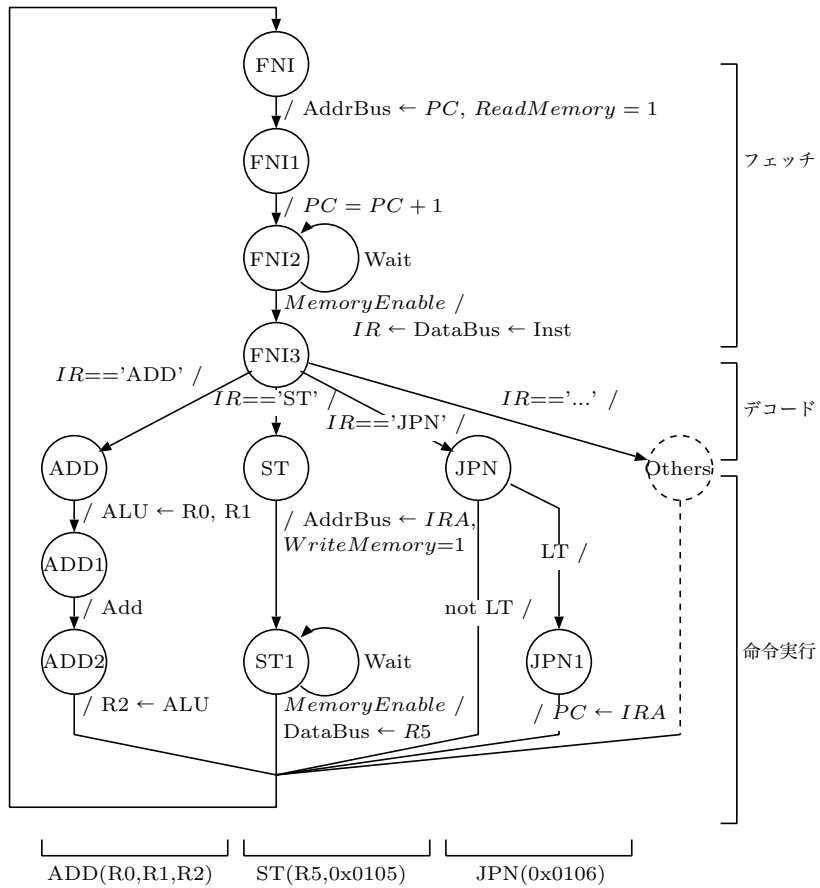 FNI
/ AddrBus ← PC, ReadMemory = 1
FNI1
フェッチ
/ PC = PC + 1
FNI2
Wait
MemoryEnable /
IR ← DataBus ← Inst
FNI3
IR=='ADD' /
IR=='ST' /
IR=='JPN' /
IR=='...' /
デコード
ADD
ST
JPN
Others
/ ALU ← R0, R1
/ AddrBus ← IRA,
WriteMemory=1
ADD1
LT /
/ Add
not LT /
ADD2
ST1
Wait
JPN1
命令実行
/ R2 ← ALU
MemoryEnable /
DataBus ← R5
/ PC ← IRA
ADD(R0,R1,R2)
ST(R5,0x0105)
JPN(0x0106)